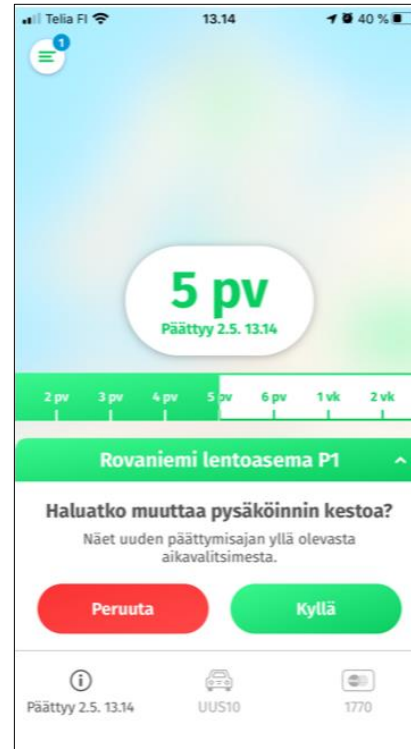 Telia FI 13.14 40 %
1
5 pv
Päättyy 2.5. 13.14
2 pv 3 pv 4 pv 5 pv 6 pv 1 vk 2 vk
Rovaniemi lentoasema P1
Haluatko muuttaa pysäköinnin kestoa?
Näet uuden päättymisajan yllä olevasta
aikavalitsimesta.
Peruuta Kyllä
Päättyy 2.5. 13.14 UUS10 1770